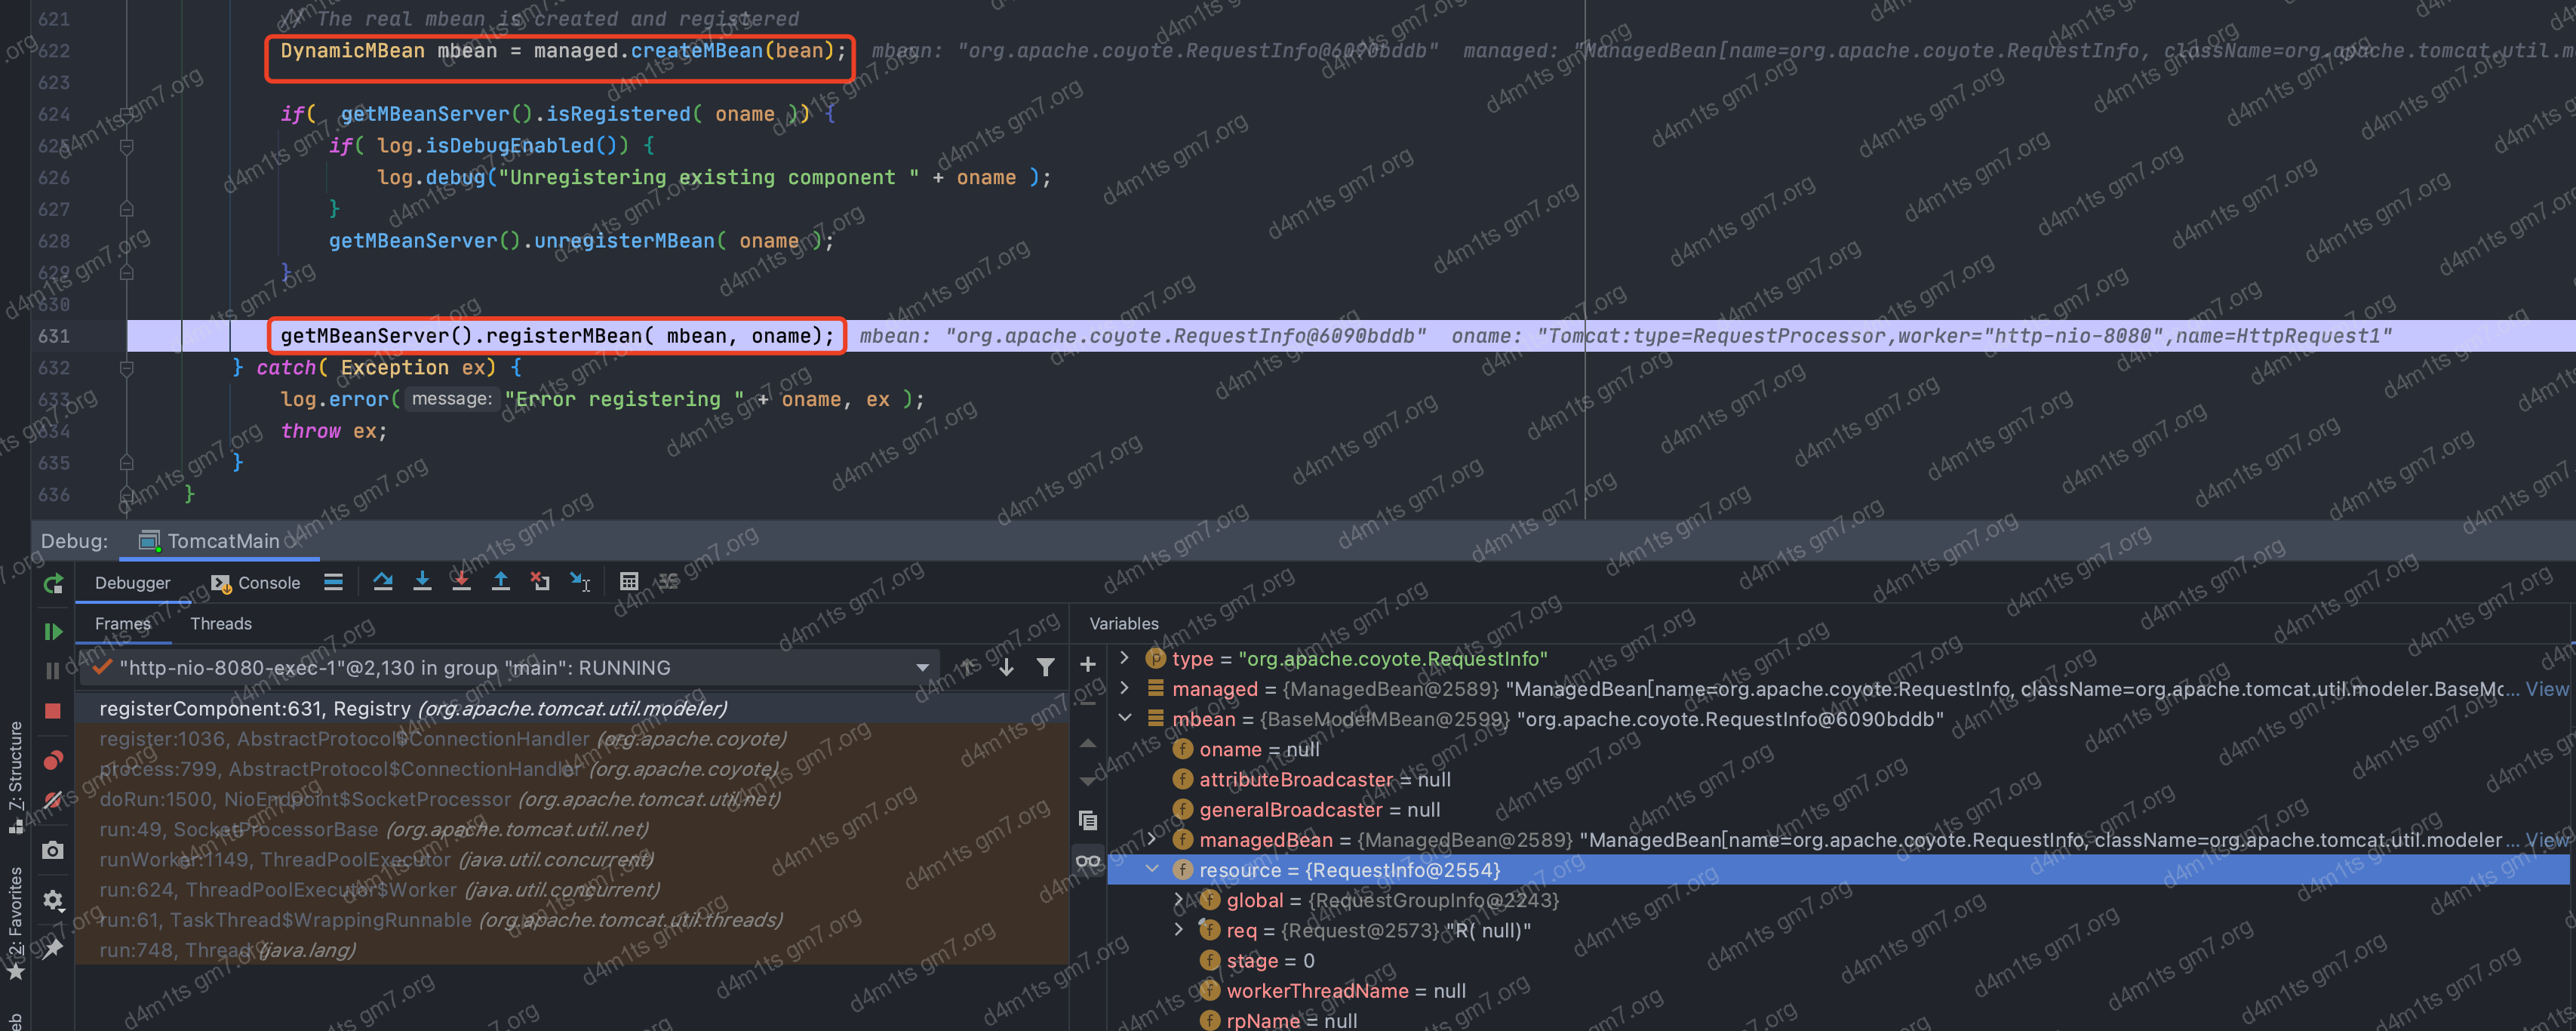 621 // The real mbean is created and registered
622 DynamicMBean mbean = managed.createMBean(bean); mbean: "org.apache.coyote.RequestInfo@6090bddb" managed: "ManagedBean[name=org.apache.coyote.RequestInfo, className=org.apache.tomcat.util.m
623
624 if( getMBeanServer().isRegistered( oname )) {
625 if( log.isDebugEnabled()) {
626 log.debug("Unregistering existing component " + oname );
627 }
628 getMBeanServer().unregisterMBean( oname );
629 }
630
631 getMBeanServer().registerMBean( mbean, oname); mbean: "org.apache.coyote.RequestInfo@6090bddb" oname: "Tomcat:type=RequestProcessor,worker="http-nio-8080",name=HttpRequest1"
632 } catch( Exception ex) {
633 log.error( message: "Error registering " + oname, ex );
634 throw ex;
635 }
636 }
Debug: TomcatMain
Debugger Console
Frames Threads
"http-nio-8080-exec-1"@2,130 in group "main": RUNNING
registerComponent:631, Registry (org.apache.tomcat.util.modeler)
register:1036, AbstractProtocol$ConnectionHandler (org.apache.coyote)
process:799, AbstractProtocol$ConnectionHandler (org.apache.coyote)
doRun:1500, NioEndpoint$SocketProcessor (org.apache.tomcat.util.net)
run:49, SocketProcessorBase (org.apache.tomcat.util.net)
runWorker:1149, ThreadPoolExecutor (java.util.concurrent)
run:624, ThreadPoolExecutor$Worker (java.util.concurrent)
run:61, TaskThread$WrappingRunnable (org.apache.tomcat.util.threads)
run:748, Thread (java.lang)
Variables
type = "org.apache.coyote.RequestInfo"
managed = {ManagedBean@2589} "ManagedBean[name=org.apache.coyote.RequestInfo, className=org.apache.tomcat.util.modeler.BaseMc... View
mbean = {BaseModelMBean@2599} "org.apache.coyote.RequestInfo@6090bddb"
oname = null
attributeBroadcaster = null
generalBroadcaster = null
managedBean = {ManagedBean@2589} "ManagedBean[name=org.apache.coyote.RequestInfo, className=org.apache.tomcat.util.modeler ... View
resource = {RequestInfo@2554}
global = {RequestGroupInfo@2243}
req = {Request@2573} "R( null)"
stage = 0
workerThreadName = null
rpName = null
7: Structure
2: Favorites
eb
d4m1ts gm7.org